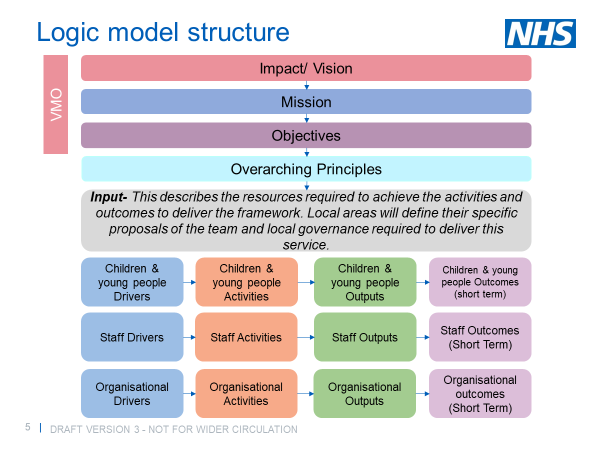 Logic model structure
NHS
VMO
Impact/ Vision
Mission
Objectives
Overarching Principles
Input- This describes the resources required to achieve the activities and
outcomes to deliver the framework. Local areas will define their specific
proposals of the team and local governance required to deliver this
service.
Children &
young people
Drivers
Children &
young people
Activities
Children &
young people
Outputs
Children & young
people Outcomes
(short term)
Staff Drivers
Staff Activities
Staff Outputs
Staff Outcomes
(Short Term)
Organisational
Drivers
Organisational
Activities
Organisational
Outputs
Organisational
outcomes
(Short Term)
5
DRAFT VERSION 3 - NOT FOR WIDER CIRCULATION